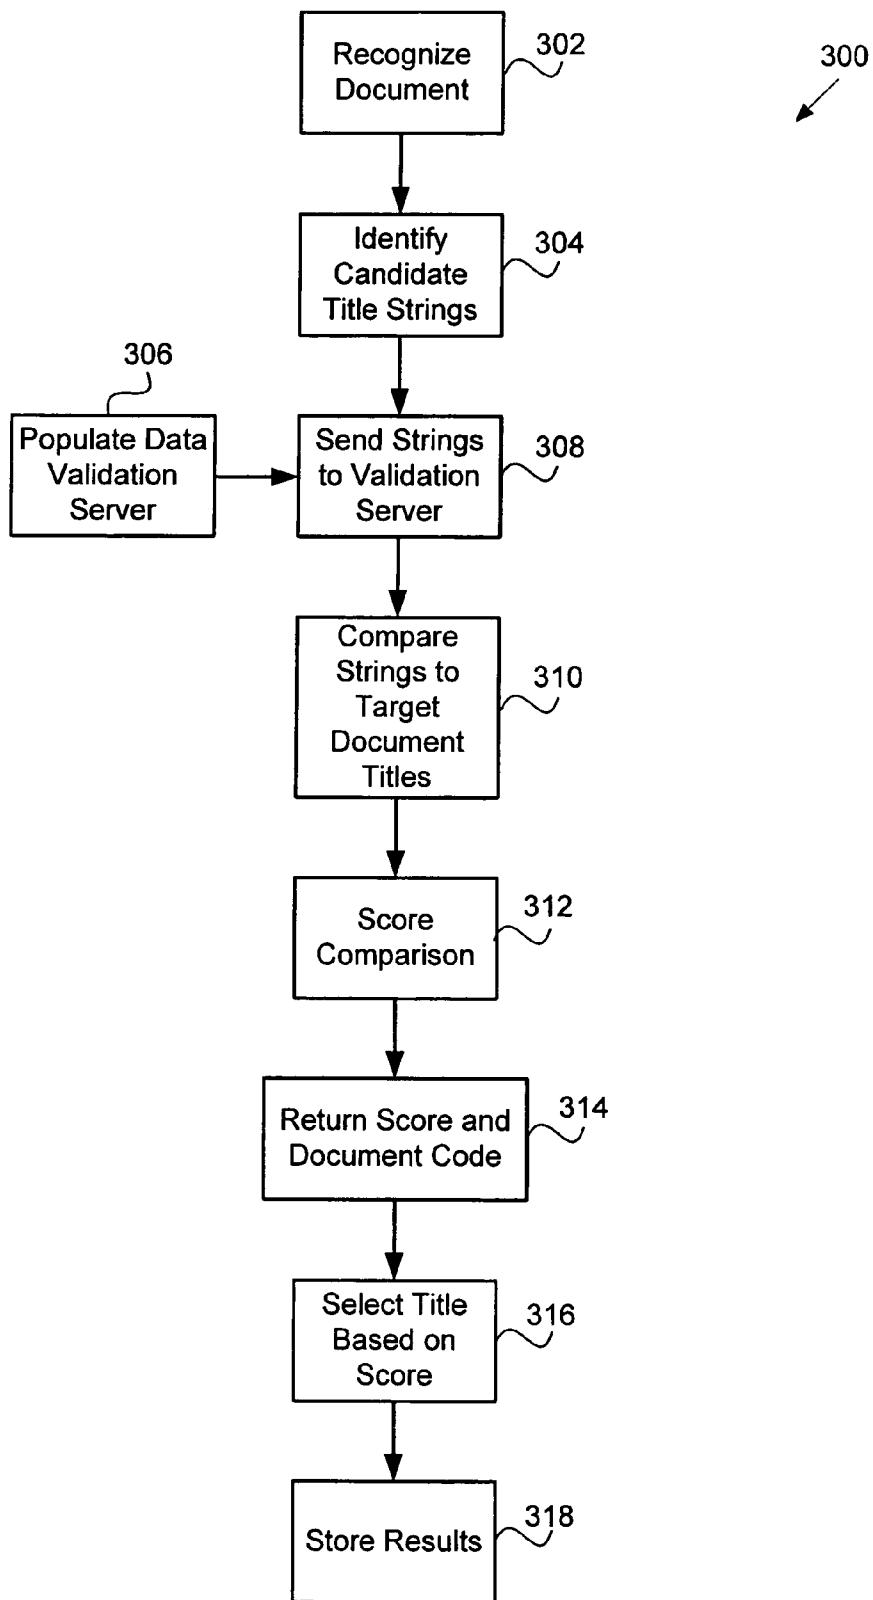 Recognize
Document
302
300
Identify
Candidate
Title Strings
304
306
Populate Data
Validation
Server
Send Strings
to Validation
Server
308
Compare
Strings to
Target
Document
Titles
310
Score
Comparison
312
Return Score and
Document Code
314
Select Title
Based on
Score
316
Store Results
318